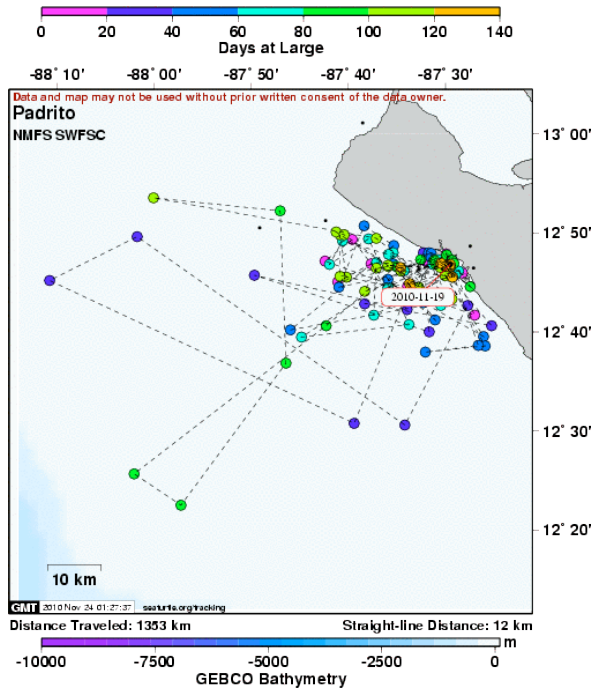 0 20 40 60 80 100 120 140
Days at Large
-88˚10' -88˚00' -87˚50' -87˚40' -87˚30'
Data and map may not be used without prior written consent of the data owner.
Padrito
NMFS SWFSC
13˚00'
12˚50'
2010-11-19
12˚40'
12˚30'
12˚20'
10 km
GMT 2010 Nov 24 01:27:37 seaturtle.org/tracking
Distance Traveled: 1353 km Straight-line Distance: 12 km
m
-10000 -7500 -5000 -2500 0
GEBCO Bathymetry